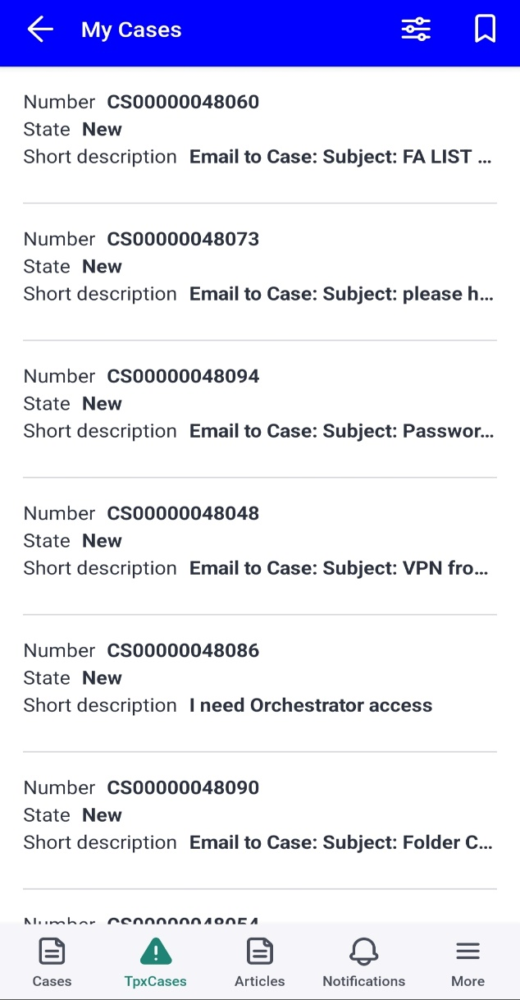 My Cases
Number CS00000048060
State New
Short description Email to Case: Subject: FA LIST ...
Number CS00000048073
State New
Short description Email to Case: Subject: please h...
Number CS00000048094
State New
Short description Email to Case: Subject: Passwor...
Number CS00000048048
State New
Short description Email to Case: Subject: VPN fro...
Number CS00000048086
State New
Short description I need Orchestrator access
Number CS00000048090
State New
Short description Email to Case: Subject: Folder C...
Number CS00000048054
Cases TpxCases Articles Notifications More